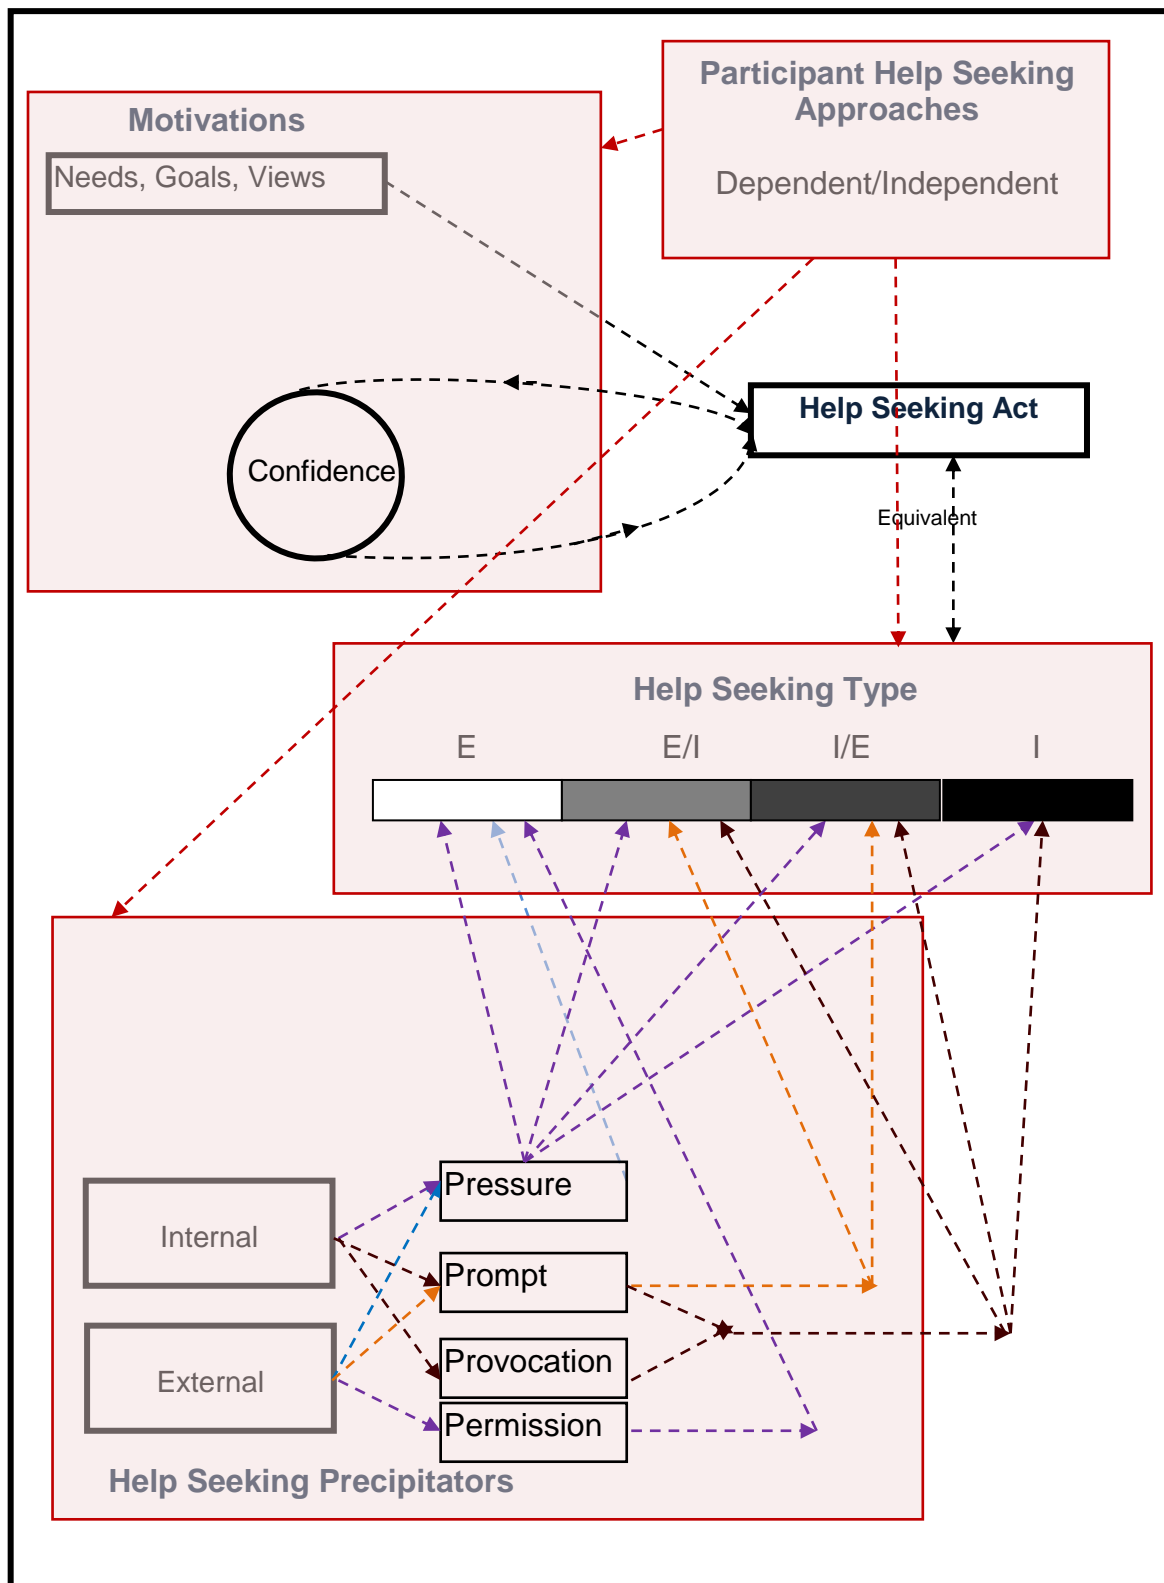 Participant Help Seeking
Approaches
Dependent/Independent
Motivations
Needs, Goals, Views
Help Seeking Act
Confidence
Equivalent
Help Seeking Type
E
E/I
I/E
I
Pressure
Internal
Prompt
Provocation
External
Permission
Help Seeking Precipitators